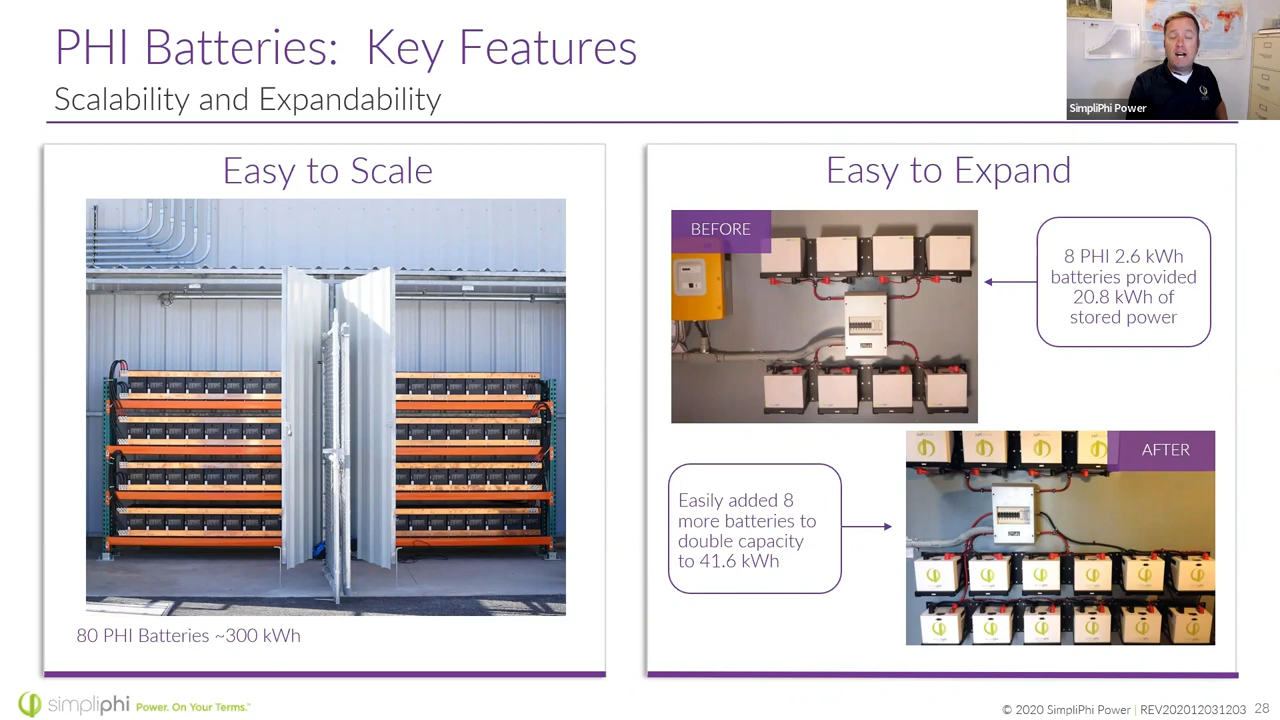 PHI Batteries:  Key Features
Scalability and Expandability
SimpliPhi Power
Easy to Scale
80 PHI Batteries ~300 kWh
Easy to Expand
BEFORE
8 PHI 2.6 kWh
batteries provided
20.8 kWh of
stored power
Easily added 8
more batteries to
double capacity
to 41.6 kWh
AFTER
simpliphi Power. On Your Terms.™
© 2020 SimpliPhi Power | REV202012031203 28